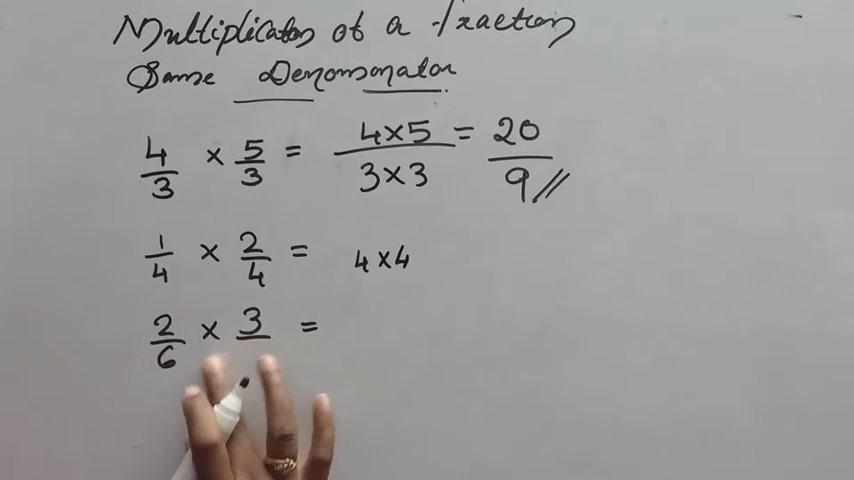 Multiplication of a fraction
Same Denomonator
4/3 × 5/3 = 4×5/3×3 = 20/9 //
1/4 × 2/4 = 4×4
2/6 × 3/ =